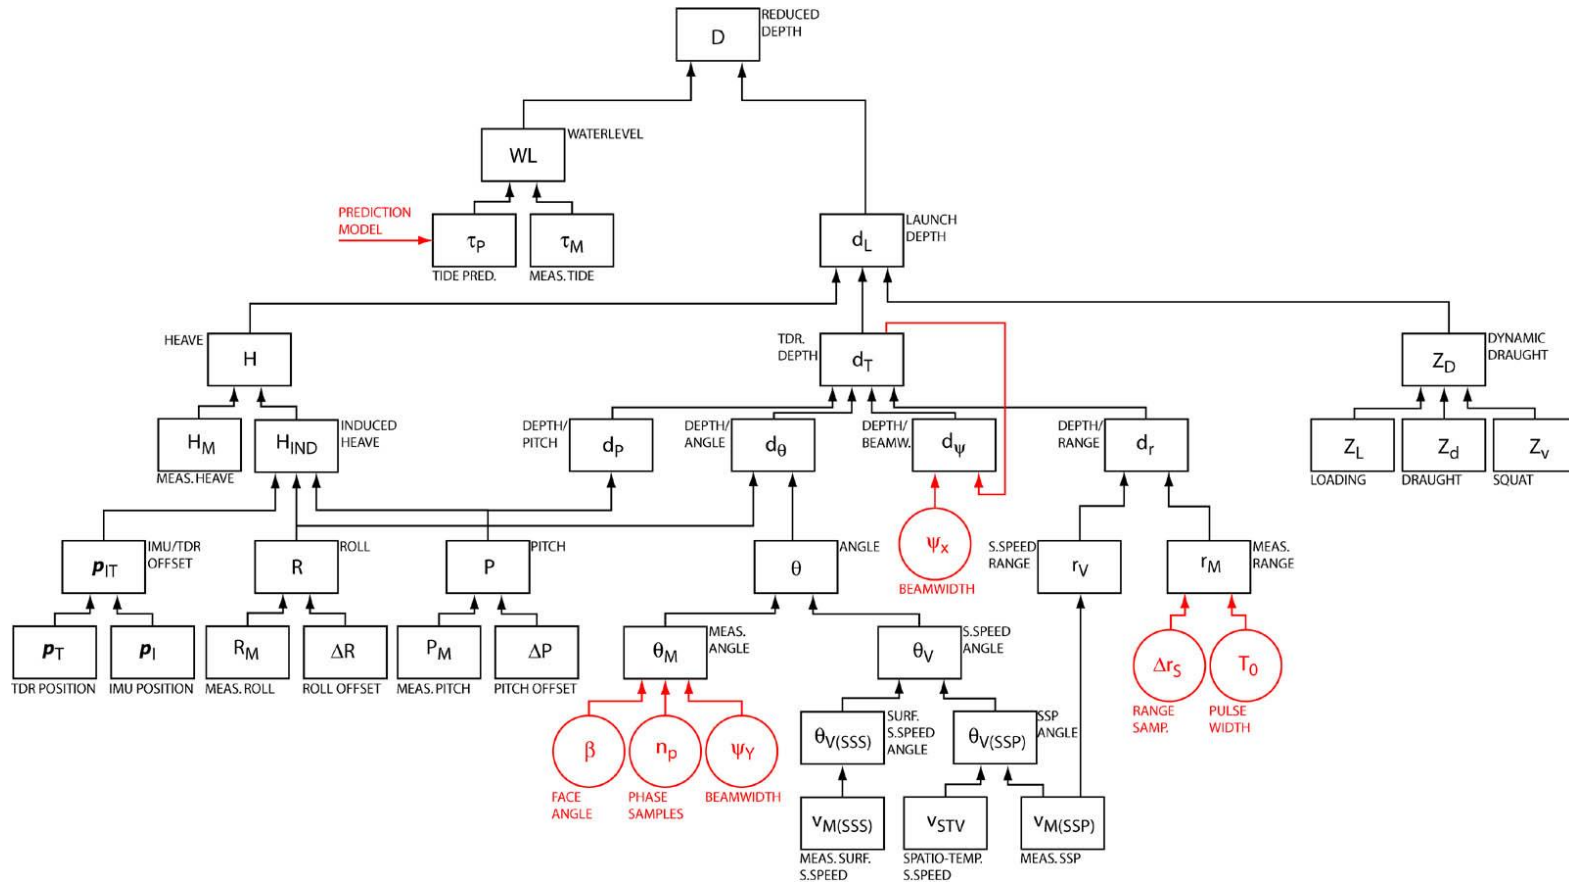 REDUCED
DEPTH
D
WATERLEVEL
WL
PREDICTION
MODEL
τP
τM
TIDE PRED.
MEAS. TIDE
LAUNCH
DEPTH
dL
HEAVE
H
TDR.
DEPTH
dT
DYNAMIC
DRAUGHT
ZD
HM
MEAS. HEAVE
INDUCED
HEAVE
HIND
DEPTH/
PITCH
dP
DEPTH/
ANGLE
dθ
DEPTH/
BEAMW.
dψ
DEPTH/
RANGE
dr
ZL
LOADING
Zd
DRAUGHT
Zv
SQUAT
IMU/TDR
OFFSET
pIT
ROLL
R
PITCH
P
ANGLE
θ
ψx
BEAMWIDTH
S.SPEED
RANGE
rV
MEAS.
RANGE
rM
pT
TDR POSITION
pI
IMU POSITION
RM
MEAS. ROLL
ΔR
ROLL OFFSET
PM
MEAS. PITCH
ΔP
PITCH OFFSET
MEAS.
ANGLE
θM
S.SPEED
ANGLE
θV
ΔrS
RANGE
SAMP.
T0
PULSE
WIDTH
β
FACE
ANGLE
np
PHASE
SAMPLES
ψY
BEAMWIDTH
SURF.
S.SPEED
ANGLE
θV(SSS)
SSP
ANGLE
θV(SSP)
vM(SSS)
MEAS. SURF.
S.SPEED
vSTV
SPATIO-TEMP.
S.SPEED
vM(SSP)
MEAS. SSP